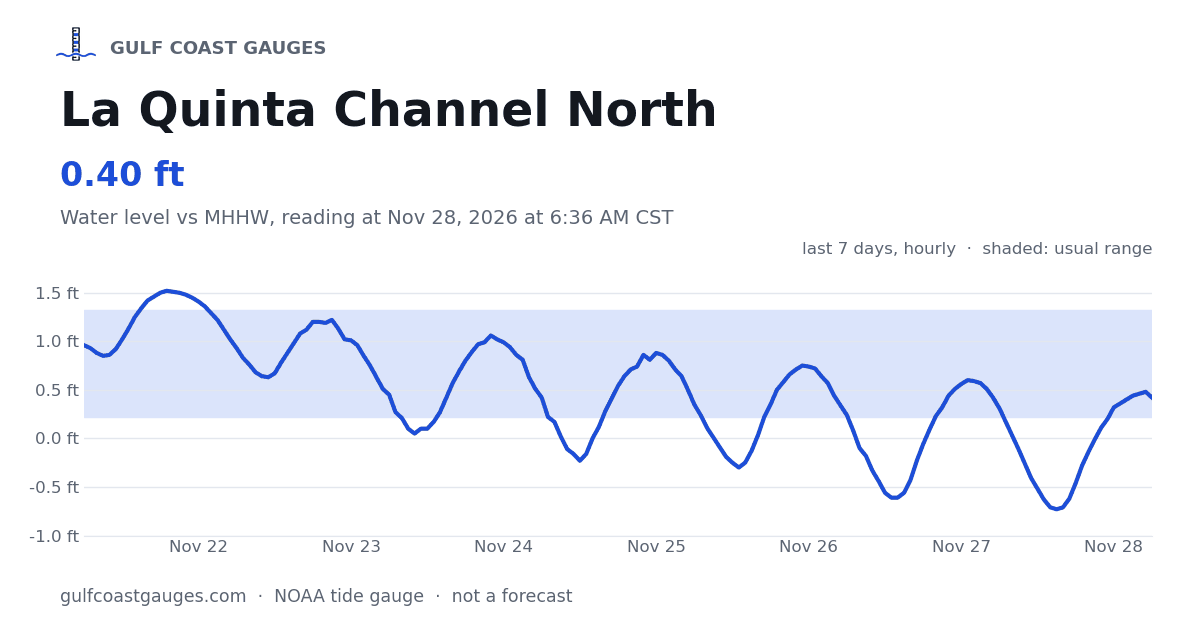 GULF COAST GAUGES
La Quinta Channel North
0.40 ft
Water level vs MHHW, reading at Nov 28, 2026 at 6:36 AM CST
last 7 days, hourly · shaded: usual range
1.5 ft
1.0 ft
0.5 ft
0.0 ft
-0.5 ft
-1.0 ft
Nov 22 Nov 23 Nov 24 Nov 25 Nov 26 Nov 27 Nov 28
gulfcoastgauges.com · NOAA tide gauge · not a forecast